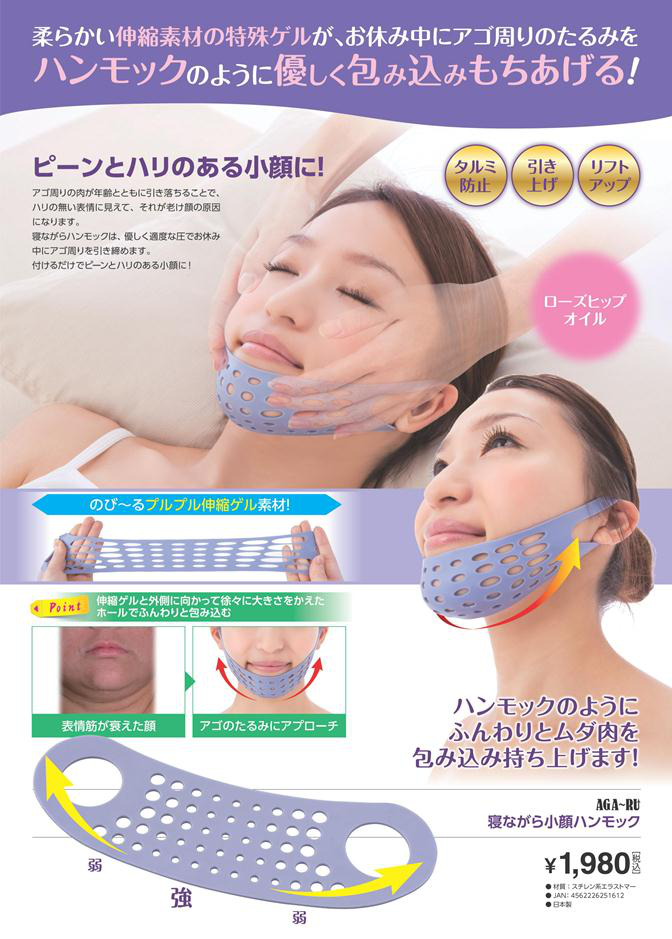 柔らかい伸縮素材の特殊ゲルが、お休み中にアゴ周りのたるみを
ハンモックのように優しく包み込みもちあげる!
ピーンとハリのある小顔に!
アゴ周りの肉が年齢とともに引き落ちることで、
ハリの無い表情に見えて、それが老け顔の原因
になります。
寝ながらハンモックは、優しく適度な圧でお休み
中にアゴ周りを引き締めます。
付けるだけでピーンとハリのある小顔に!
タルミ
防止
引き
上げ
リフト
アップ
ローズヒップ
オイル
のび〜るプルプル伸縮ゲル素材!
Point
伸縮ゲルと外側に向かって徐々に大きさをかえた
ホールでふんわりと包み込む
表情筋が衰えた顔
アゴのたるみにアプローチ
ハンモックのように
ふんわりとムダ肉を
包み込み持ち上げます!
弱
強
弱
AGA~RU
寝ながら小顔ハンモック
¥1,980[税込]
●材質:スチレン系エラストマー
●JAN:4562226251612
●日本製